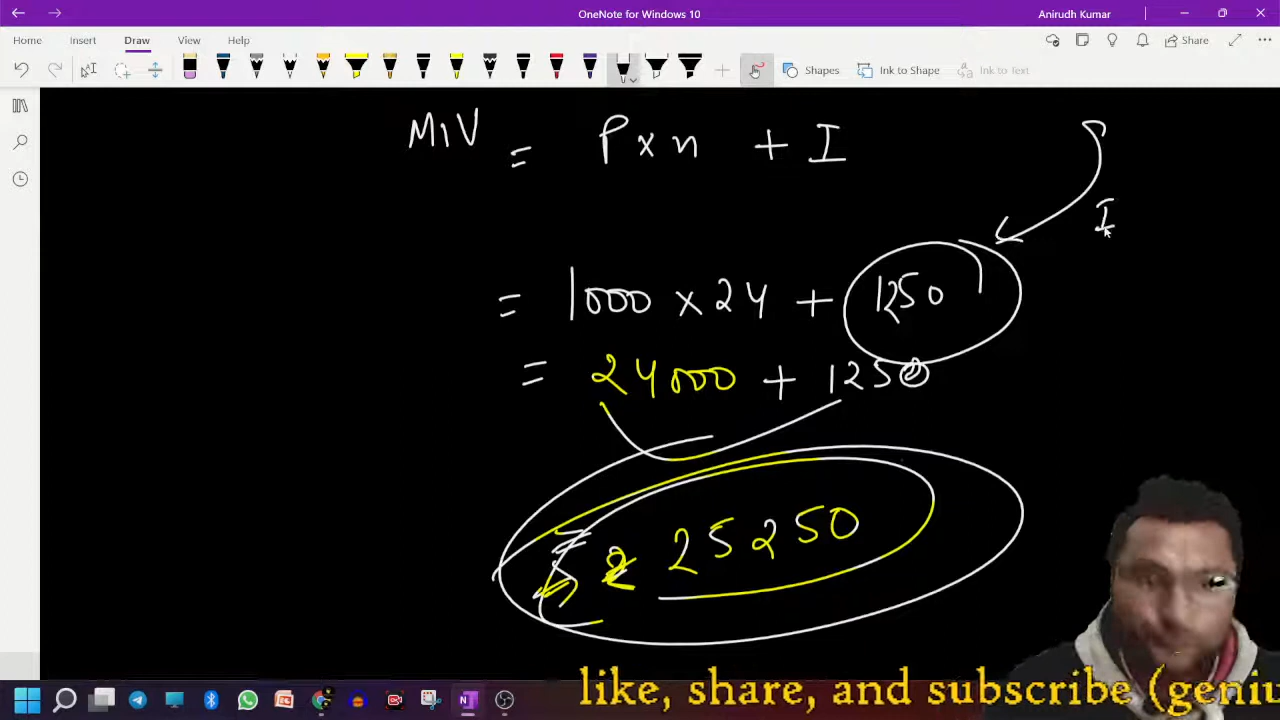 OneNote for Windows 10
Anirudh Kumar
Home Insert Draw View Help
Share
Shapes
Ink to Shape
Ink to Text
MIV = P x n + I
I
= 1000 x 24 + 1250
= 24000 + 1250
25250
like, share, and subscribe (geniu